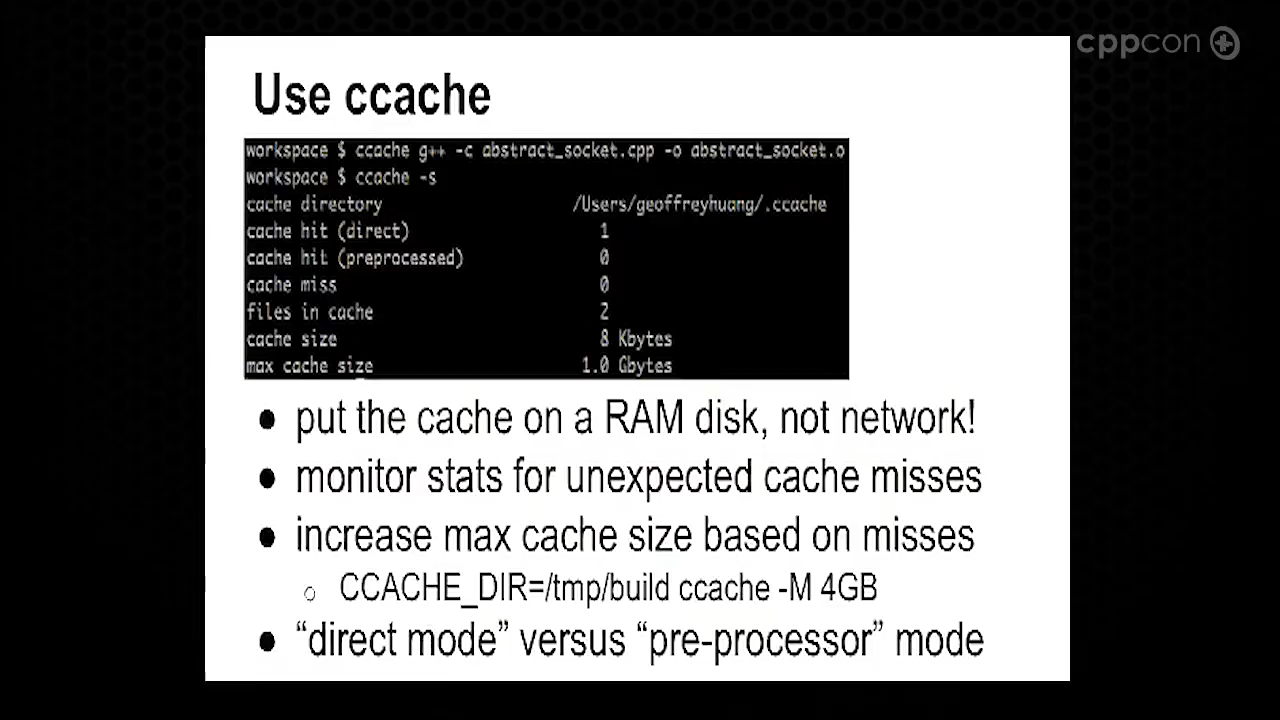 cppcon
Use ccache
workspace $ ccache g++ -c abstract_socket.cpp -o abstract_socket.o
workspace $ ccache -s
cache directory /Users/geoffreyhuang/.ccache
cache hit (direct) 1
cache hit (preprocessed) 0
cache miss 0
files in cache 2
cache size 8 Kbytes
max cache size 1.0 Gbytes
● put the cache on a RAM disk, not network!
● monitor stats for unexpected cache misses
● increase max cache size based on misses
○ CCACHE_DIR=/tmp/build ccache -M 4GB
● “direct mode” versus “pre-processor” mode